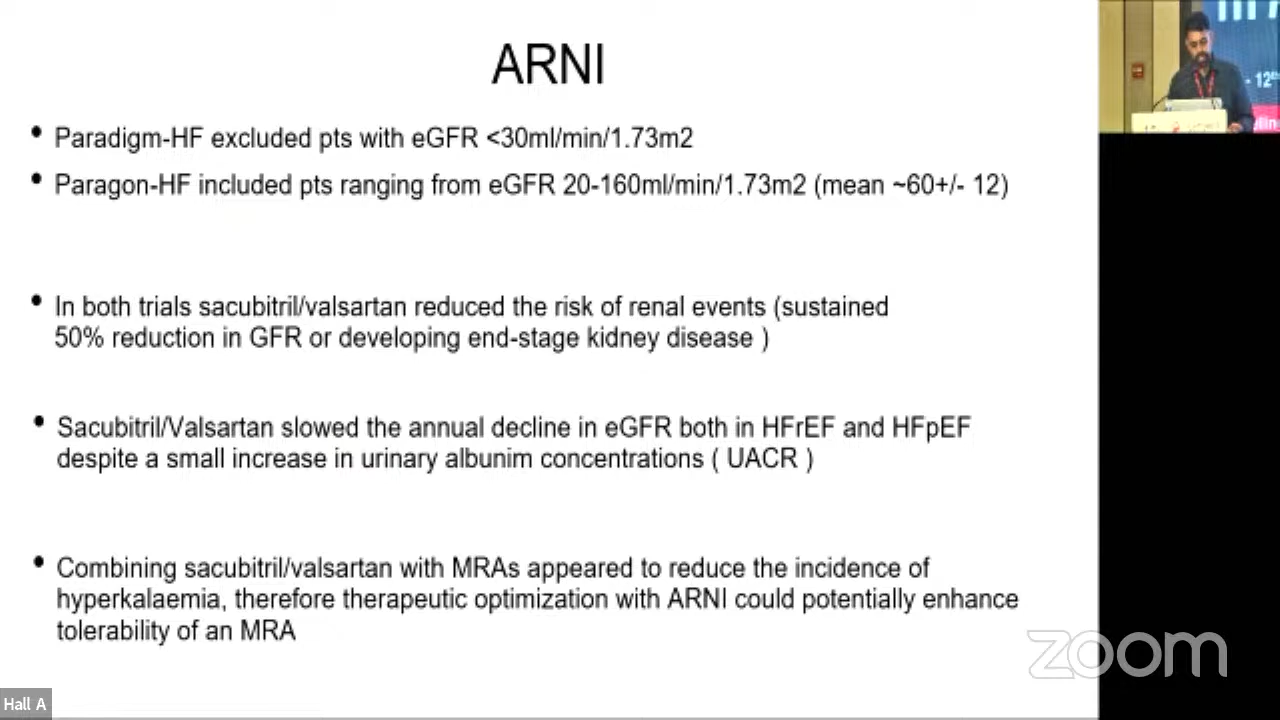 ARNI
• Paradigm-HF excluded pts with eGFR <30ml/min/1.73m2
• Paragon-HF included pts ranging from eGFR 20-160ml/min/1.73m2 (mean ~60+/- 12)
• In both trials sacubitril/valsartan reduced the risk of renal events (sustained
50% reduction in GFR or developing end-stage kidney disease )
• Sacubitril/Valsartan slowed the annual decline in eGFR both in HFrEF and HFpEF
despite a small increase in urinary albunim concentrations ( UACR )
• Combining sacubitril/valsartan with MRAs appeared to reduce the incidence of
hyperkalaemia, therefore therapeutic optimization with ARNI could potentially enhance
tolerability of an MRA
zoom
Hall A